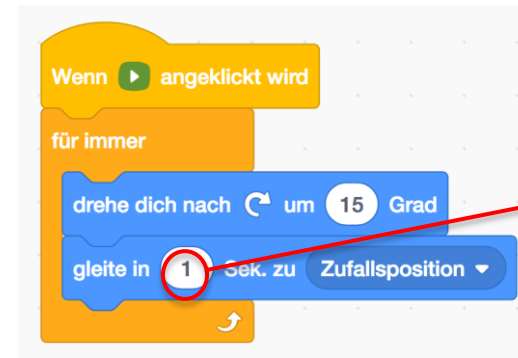 Wenn angeklickt wird
für immer
drehe dich nach um 15 Grad
gleite in 1 Sek. zu Zufallsposition